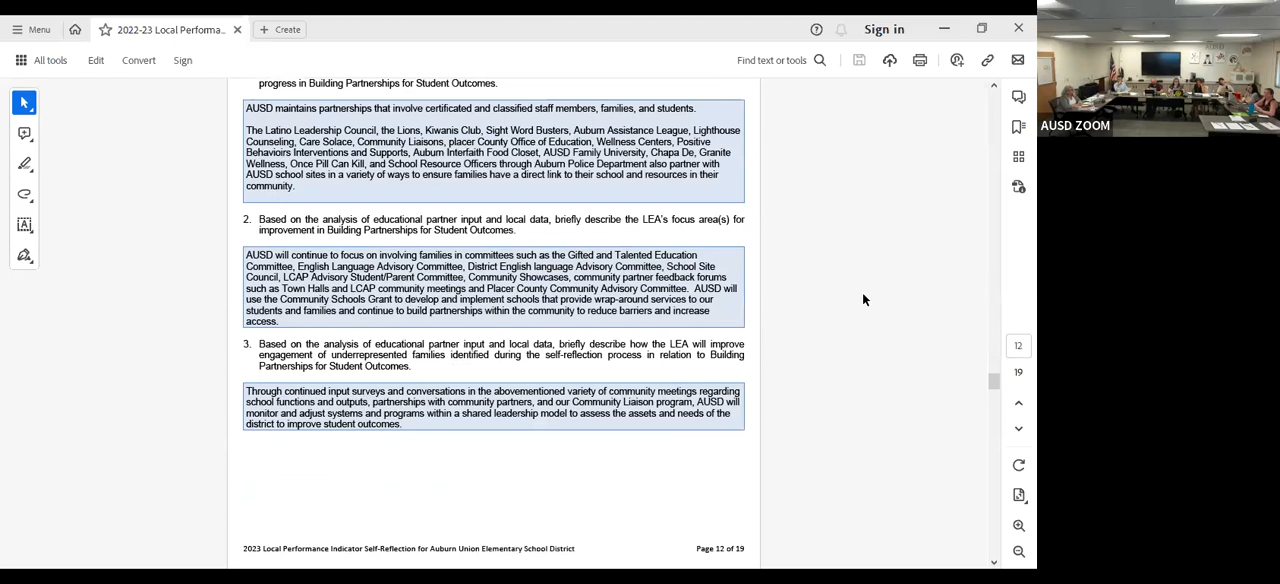 Menu
2022-23 Local Performa...
Create
Sign in
All tools
Edit
Convert
Sign
Find text or tools
progress in Building Partnerships for Student Outcomes.
AUSD maintains partnerships that involve certificated and classified staff members, families, and students.
The Latino Leadership Council, the Lions, Kiwanis Club, Sight Word Busters, Auburn Assistance League, Lighthouse
Counseling, Care Solace, Community Liaisons, placer County Office of Education, Wellness Centers, Positive
Behaviors Interventions and Supports, Auburn Interfaith Food Closet, AUSD Family University, Chapa De, Granite
Wellness, Once Pill Can Kill, and School Resource Officers through Auburn Police Department also partner with
AUSD school sites in a variety of ways to ensure families have a direct link to their school and resources in their
community.
2. Based on the analysis of educational partner input and local data, briefly describe the LEA's focus area(s) for
improvement in Building Partnerships for Student Outcomes.
AUSD will continue to focus on involving families in committees such as the Gifted and Talented Education
Committee, English Language Advisory Committee, District English language Advisory Committee, School Site
Council, LCAP Advisory Student/Parent Committee, Community Showcases, community partner feedback forums
such as Town Halls and LCAP community meetings and Placer County Community Advisory Committee. AUSD will
use the Community Schools Grant to develop and implement schools that provide wrap-around services to our
students and families and continue to build partnerships within the community to reduce barriers and increase
access.
3. Based on the analysis of educational partner input and local data, briefly describe how the LEA will improve
engagement of underrepresented families identified during the self-reflection process in relation to Building
Partnerships for Student Outcomes.
Through continued input surveys and conversations in the abovementioned variety of community meetings regarding
school functions and outputs, partnerships with community partners, and our Community Liaison program, AUSD will
monitor and adjust systems and programs within a shared leadership model to assess the assets and needs of the
district to improve student outcomes.
2023 Local Performance Indicator Self-Reflection for Auburn Union Elementary School District
Page 12 of 19
12
19
AUSD ZOOM